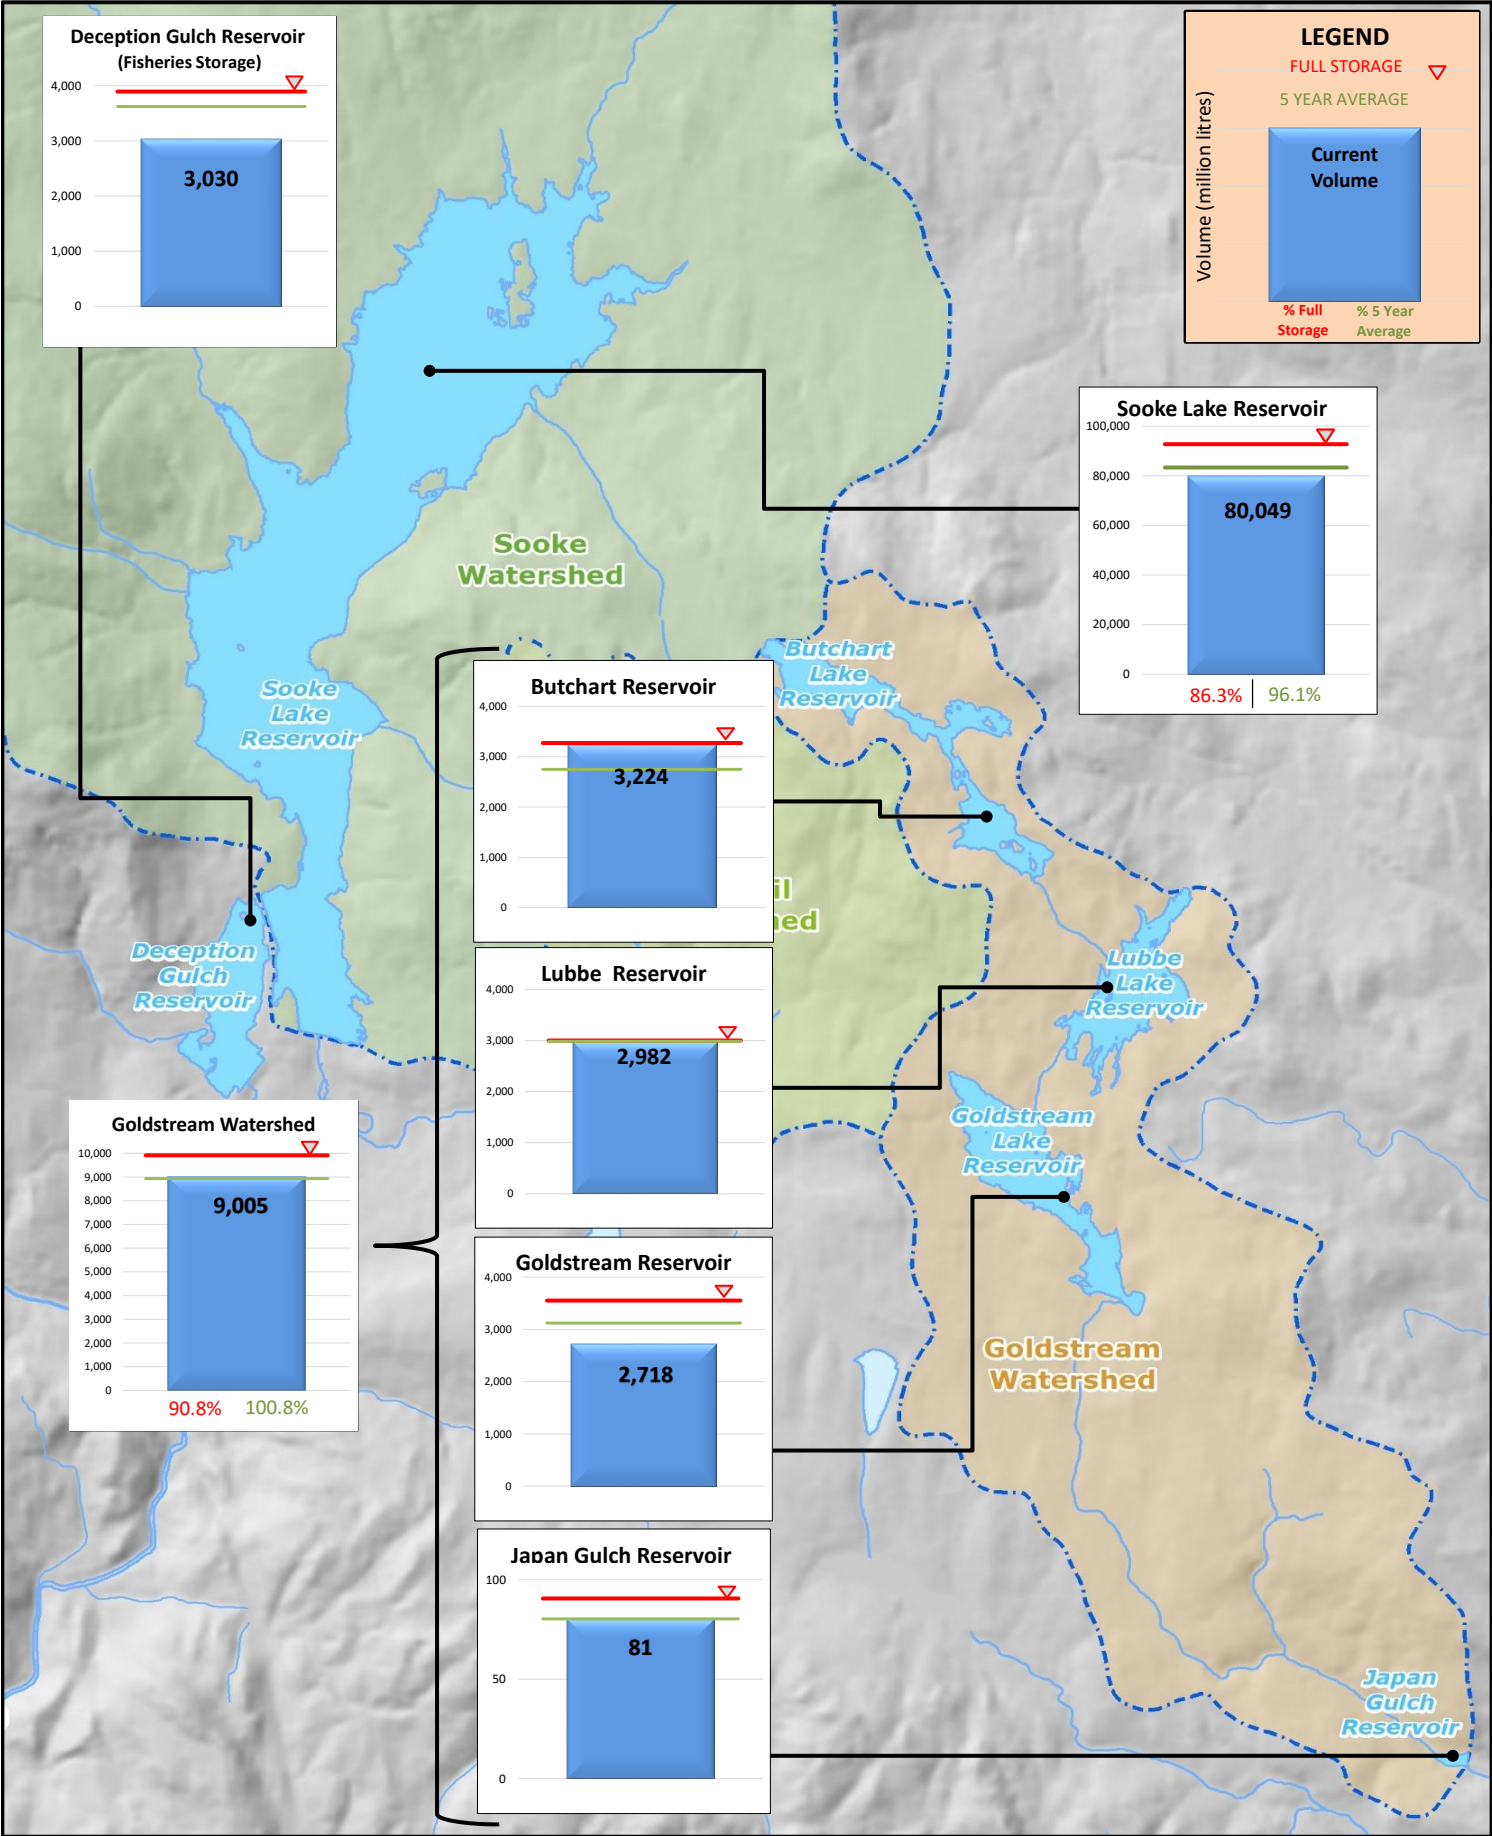 Deception Gulch Reservoir
(Fisheries Storage)
4,000
3,000
2,000
1,000
0
3,030
LEGEND
FULL STORAGE
5 YEAR AVERAGE
Volume (million litres)
Current
Volume
% Full
Storage
% 5 Year
Average
Sooke Lake Reservoir
100,000
80,000
60,000
40,000
20,000
0
80,049
86.3%
96.1%
Sooke
Watershed
Sooke
Lake
Reservoir
Butchart
Lake
Reservoir
Butchart Reservoir
4,000
3,000
2,000
1,000
0
3,224
il
ed
Deception
Gulch
Reservoir
Lubbe
Lake
Reservoir
Lubbe Reservoir
4,000
3,000
2,000
1,000
0
2,982
Goldstream
Lake
Reservoir
Goldstream Watershed
10,000
9,000
8,000
7,000
6,000
5,000
4,000
3,000
2,000
1,000
0
9,005
90.8%
100.8%
Goldstream Reservoir
4,000
3,000
2,000
1,000
0
2,718
Goldstream
Watershed
Japan Gulch Reservoir
100
50
0
81
Japan
Gulch
Reservoir